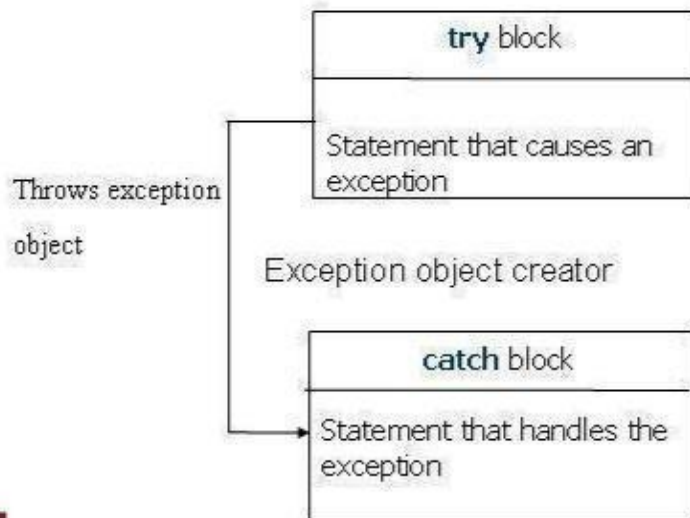 try block
Statement that causes an
exception
Throws exception
object
Exception object creator
catch block
Statement that handles the
exception